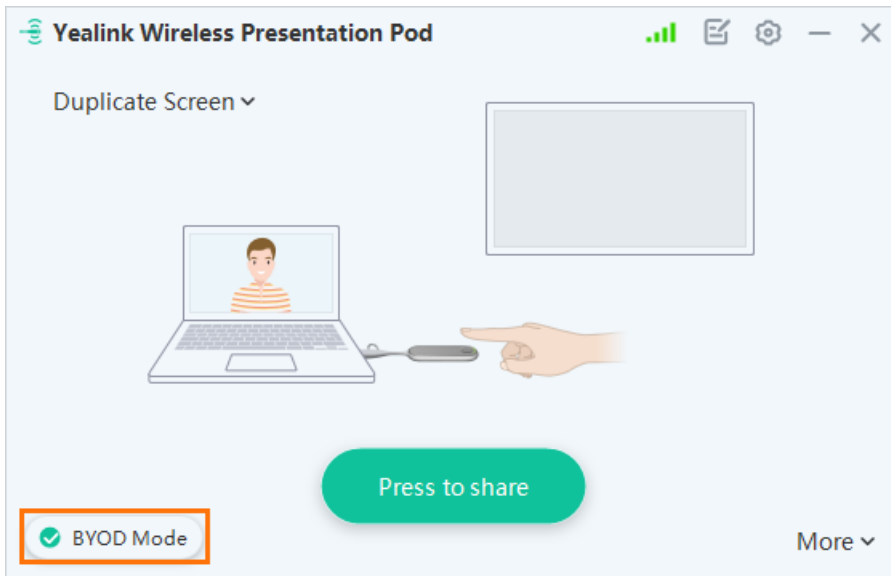 Yealink Wireless Presentation Pod
Duplicate Screen
Press to share
BYOD Mode
More